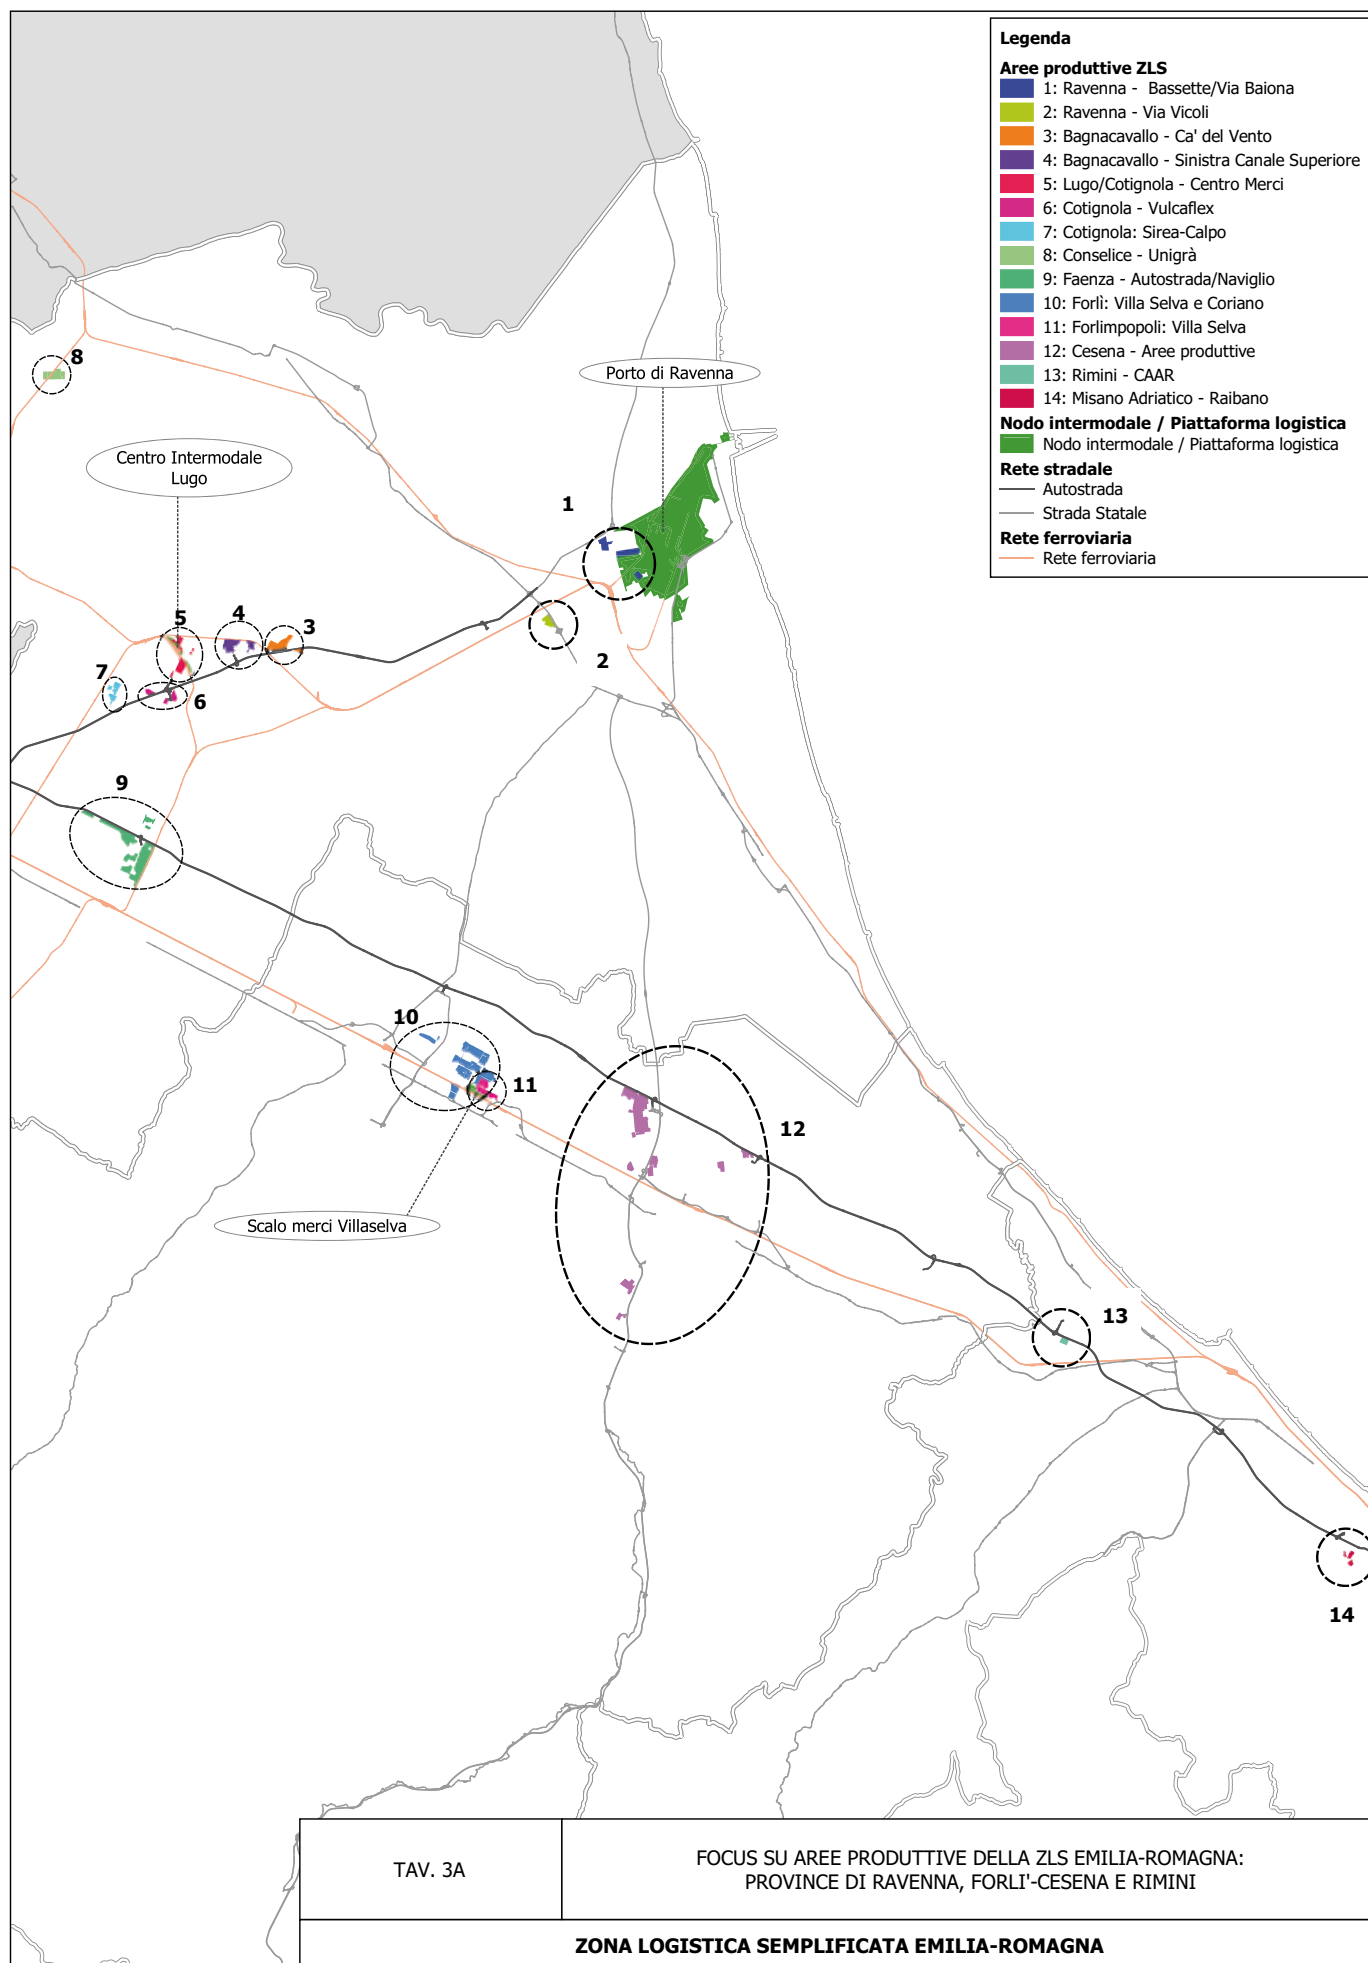 Legenda
Aree produttive ZLS
1: Ravenna - Bassette/Via Baiona
2: Ravenna - Via Vicoli
3: Bagnacavallo - Ca' del Vento
4: Bagnacavallo - Sinistra Canale Superiore
5: Lugo/Cotignola - Centro Merci
6: Cotignola - Vulcaflex
7: Cotignola: Sirea-Calpo
8: Conselice - Unigrà
9: Faenza - Autostrada/Naviglio
10: Forlì: Villa Selva e Coriano
11: Forlimpopoli: Villa Selva
12: Cesena - Aree produttive
13: Rimini - CAAR
14: Misano Adriatico - Raibano
Nodo intermodale / Piattaforma logistica
Nodo intermodale / Piattaforma logistica
Rete stradale
Autostrada
Strada Statale
Rete ferroviaria
Rete ferroviaria
8
Porto di Ravenna
Centro Intermodale
Lugo
1
5
4
3
2
7
6
9
10
11
12
Scalo merci Villaselva
13
14
TAV. 3A
FOCUS SU AREE PRODUTTIVE DELLA ZLS EMILIA-ROMAGNA:
PROVINCE DI RAVENNA, FORLI'-CESENA E RIMINI
ZONA LOGISTICA SEMPLIFICATA EMILIA-ROMAGNA